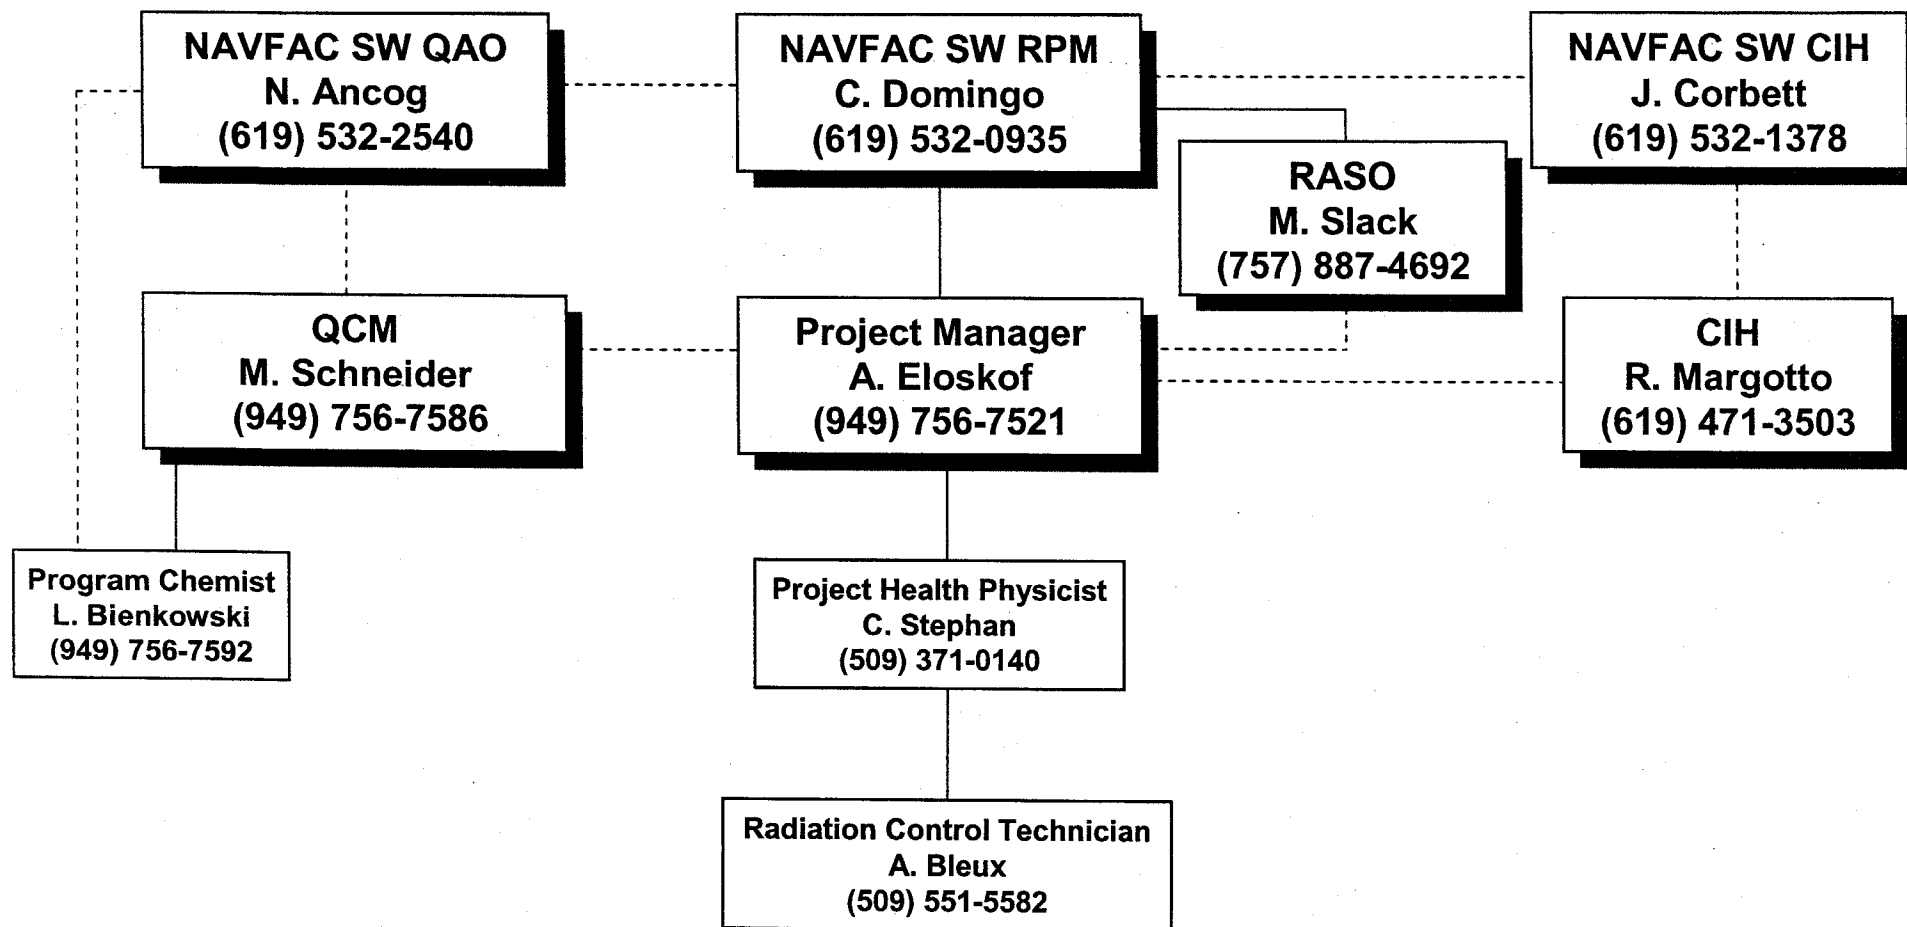 NAVFAC SW QAO
N. Ancog
(619) 532-2540
NAVFAC SW RPM
C. Domingo
(619) 532-0935
NAVFAC SW CIH
J. Corbett
(619) 532-1378
RASO
M. Slack
(757) 887-4692
QCM
M. Schneider
(949) 756-7586
Project Manager
A. Eloskof
(949) 756-7521
CIH
R. Margotto
(619) 471-3503
Program Chemist
L. Bienkowski
(949) 756-7592
Project Health Physicist
C. Stephan
(509) 371-0140
Radiation Control Technician
A. Bleux
(509) 551-5582